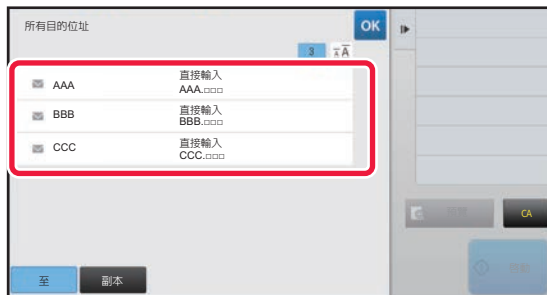 所有目的位址
OK
3
AAA 直接輸入
AAA.□□□
BBB 直接輸入
BBB.□□□
CCC 直接輸入
CCC.□□□
CA
至
副本